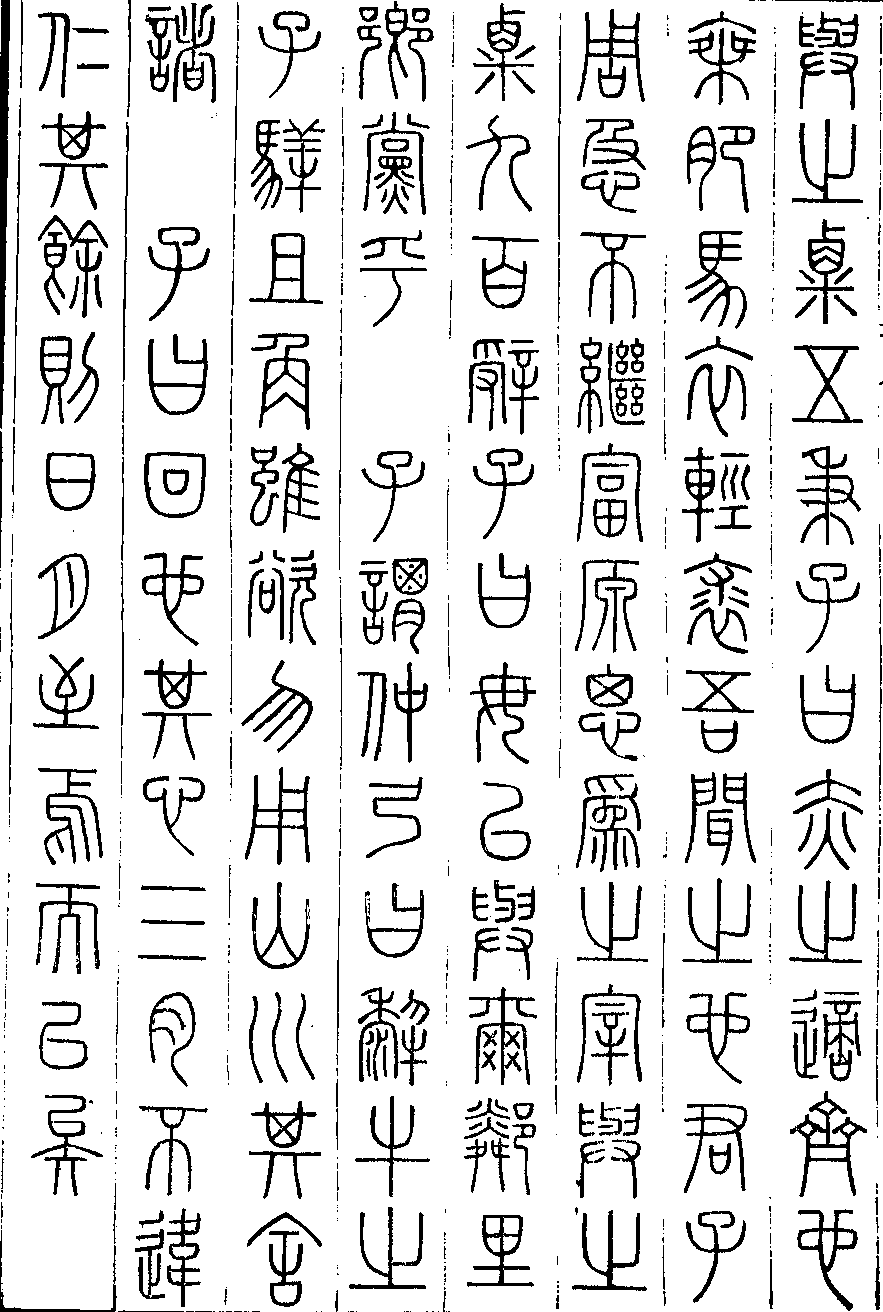 與之粟五秉子曰赤之適齊也
乘肥馬衣輕裘吾聞之也君子
周急不繼富原思爲之宰與之
粟九百辭子曰毋以與爾鄰里
鄉黨乎　子謂仲弓曰犂牛之
子騂且角雖欲勿用山川其舍
諸　子曰回也其心三月不違
仁其餘則日月至焉而已矣